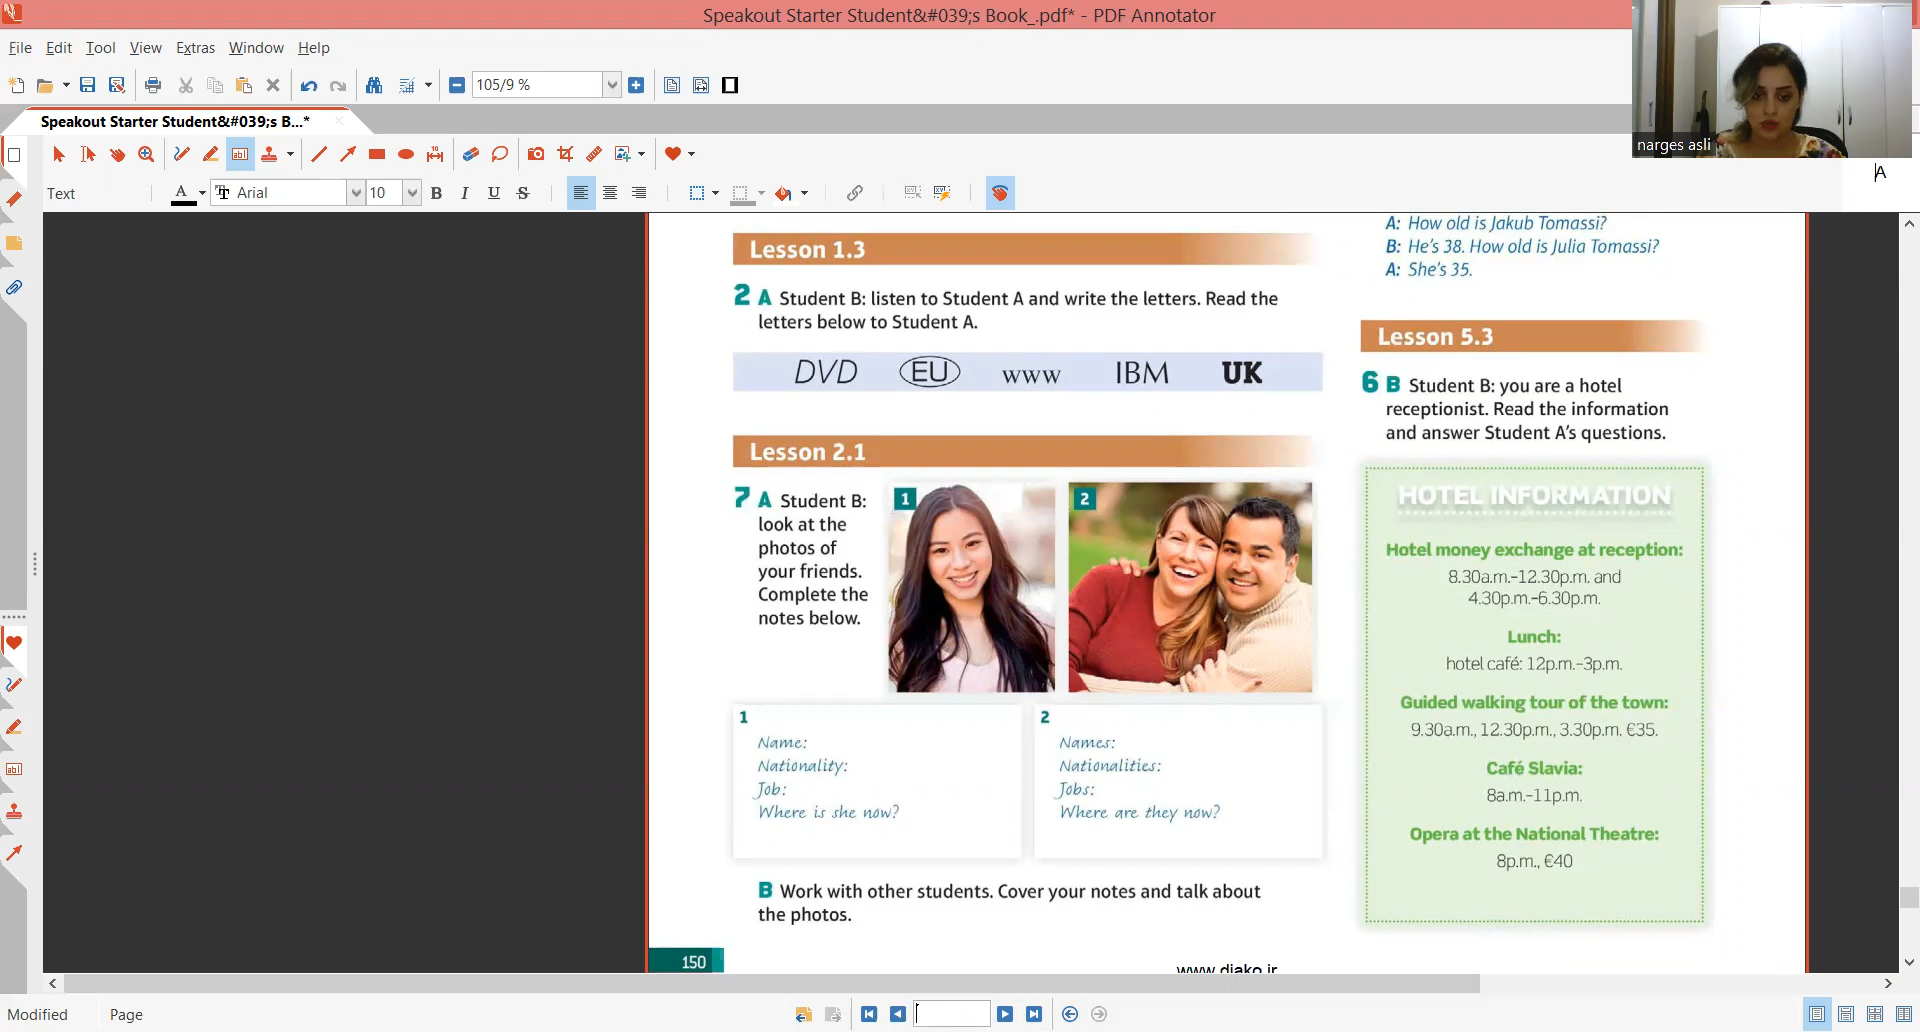 Speakout Starter Student&#039;s Book_.pdf* - PDF Annotator
File Edit Tool View Extras Window Help
105/9 %
Speakout Starter Student&#039;s B...*
narges asli
Text
A
Arial
10
B I U S
A
A: How old is Jakub Tomassi?
B: He's 38. How old is Julia Tomassi?
A: She's 35.
Lesson 1.3
2 A Student B: listen to Student A and write the letters. Read the
letters below to Student A.
DVD EU www IBM UK
Lesson 2.1
7 A Student B:
look at the
photos of
your friends.
Complete the
notes below.
1
2
1
Name:
Nationality:
Job:
Where is she now?
2
Names:
Nationalities:
Jobs:
Where are they now?
B Work with other students. Cover your notes and talk about
the photos.
150
www.diako.ir
Lesson 5.3
6 B Student B: you are a hotel
receptionist. Read the information
and answer Student A's questions.
HOTEL INFORMATION
Hotel money exchange at reception:
8.30a.m.-12.30p.m. and
4.30p.m.-6.30p.m.
Lunch:
hotel café: 12p.m.-3p.m.
Guided walking tour of the town:
9.30a.m., 12.30p.m., 3.30p.m. €35.
Café Slavia:
8a.m.-11p.m.
Opera at the National Theatre:
8p.m., €40
Modified
Page